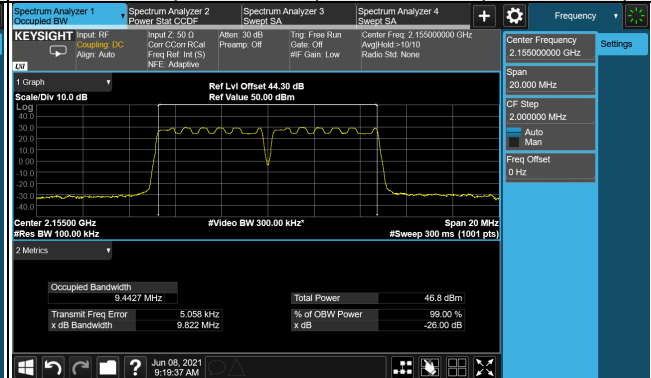 Spectrum Analyzer 1
Occupied BW
Spectrum Analyzer 2
Power Stat CCDF
Spectrum Analyzer 3
Swept SA
Spectrum Analyzer 4
Swept SA
Frequency
KEYSIGHT
Input: RF
Coupling: DC
Align: Auto
Input Z: 50 Ω
Corr CCorr RCal
Freq Ref: Int (S)
NFE: Adaptive
Atten: 30 dB
Preamp: Off
Trig: Free Run
Gate: Off
#IF Gain: Low
Center Freq: 2.155000000 GHz
Avg|Hold:>10/10
Radio Std: None
LXI
Center Frequency
2.155000000 GHz
Settings
Span
20.000 MHz
CF Step
2.000000 MHz
Auto
Man
Freq Offset
0 Hz
1 Graph
Scale/Div 10.0 dB
Ref Lvl Offset 44.30 dB
Ref Value 50.00 dBm
Log
40.0
30.0
20.0
10.0
0.00
-10.0
-20.0
-30.0
-40.0
Center 2.15500 GHz
#Video BW 300.00 kHz*
Span 20 MHz
#Res BW 100.00 kHz
#Sweep 300 ms (1001 pts)
2 Metrics
Occupied Bandwidth
9.4427 MHz
Total Power
46.8 dBm
Transmit Freq Error
5.058 kHz
% of OBW Power
99.00 %
x dB Bandwidth
9.822 MHz
x dB
-26.00 dB
Jun 08, 2021
9:19:37 AM